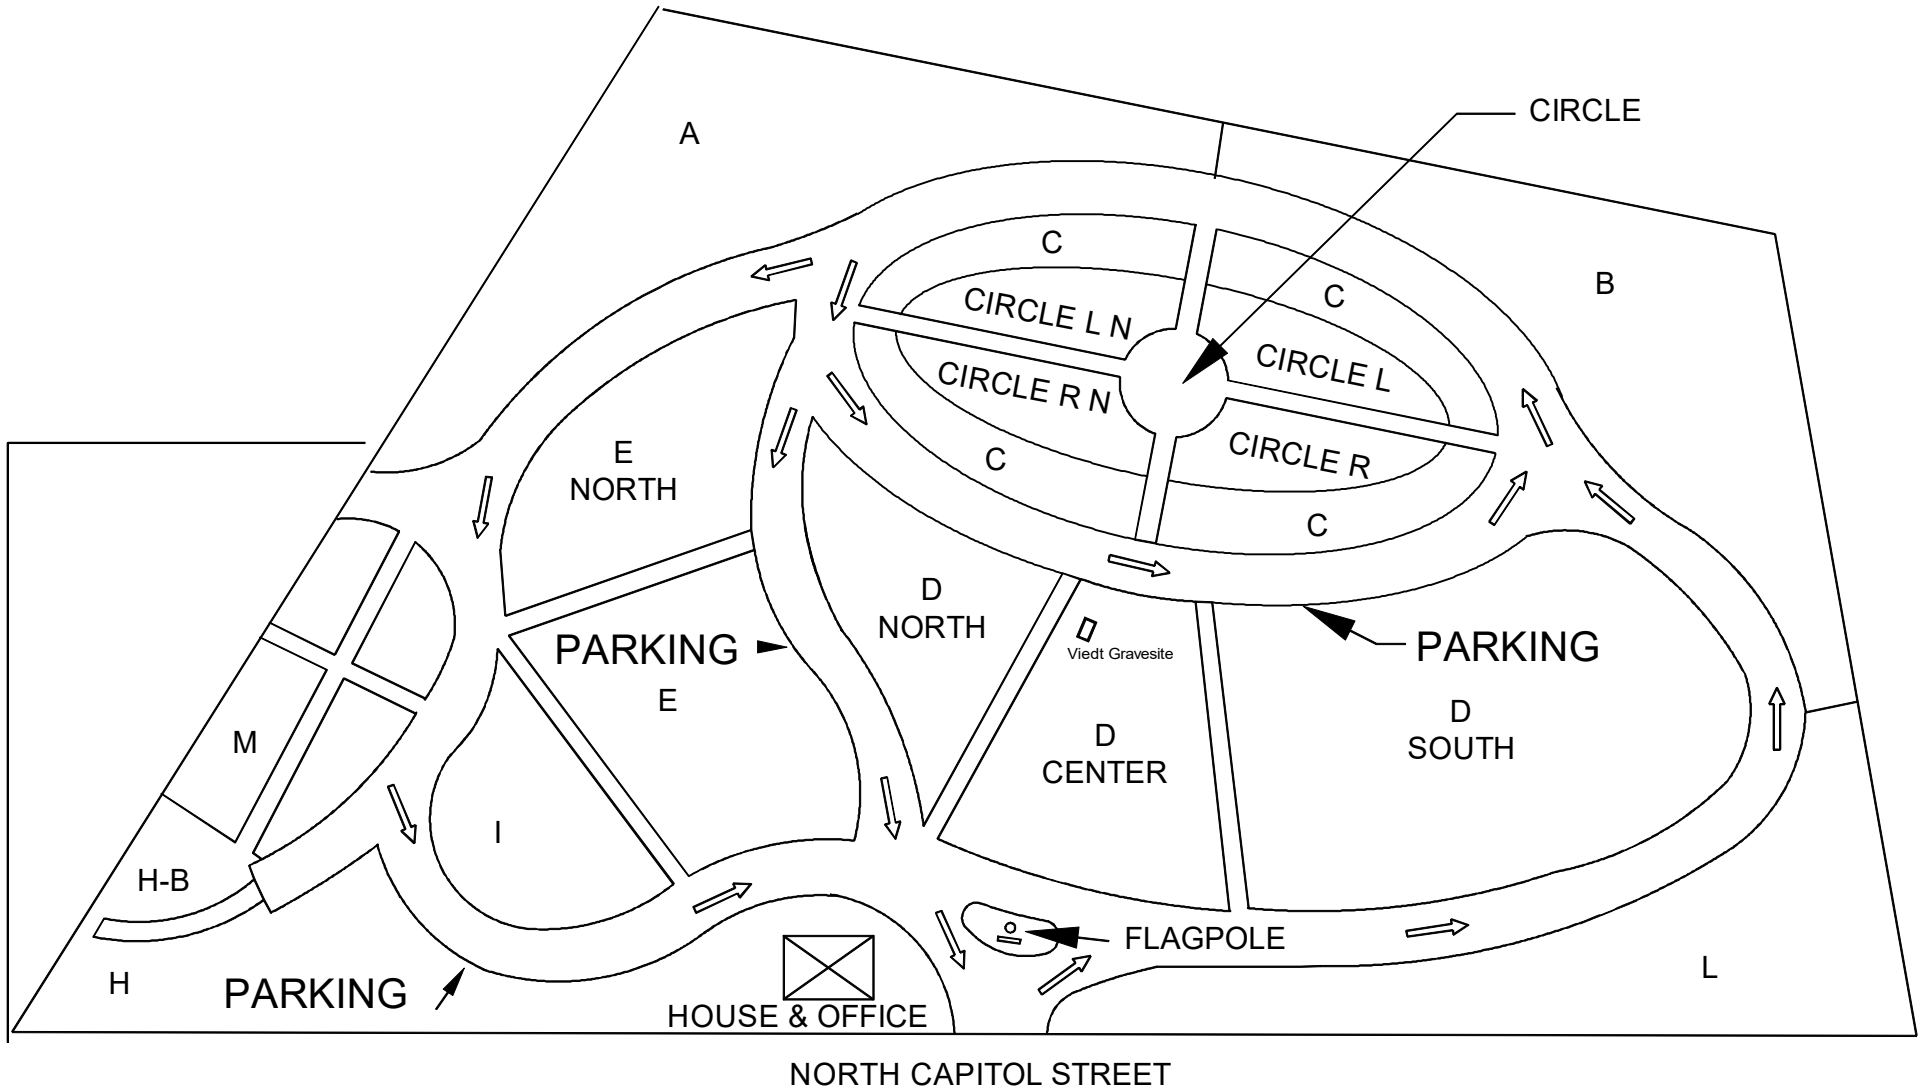 CIRCLE
A
C
B
C
CIRCLE L N
CIRCLE L
CIRCLE R N
CIRCLE R
E
NORTH
C
C
D
NORTH
PARKING
Viedt Gravesite
PARKING
E
D
SOUTH
M
D
CENTER
I
H-B
FLAGPOLE
L
H
PARKING
HOUSE & OFFICE
NORTH CAPITOL STREET